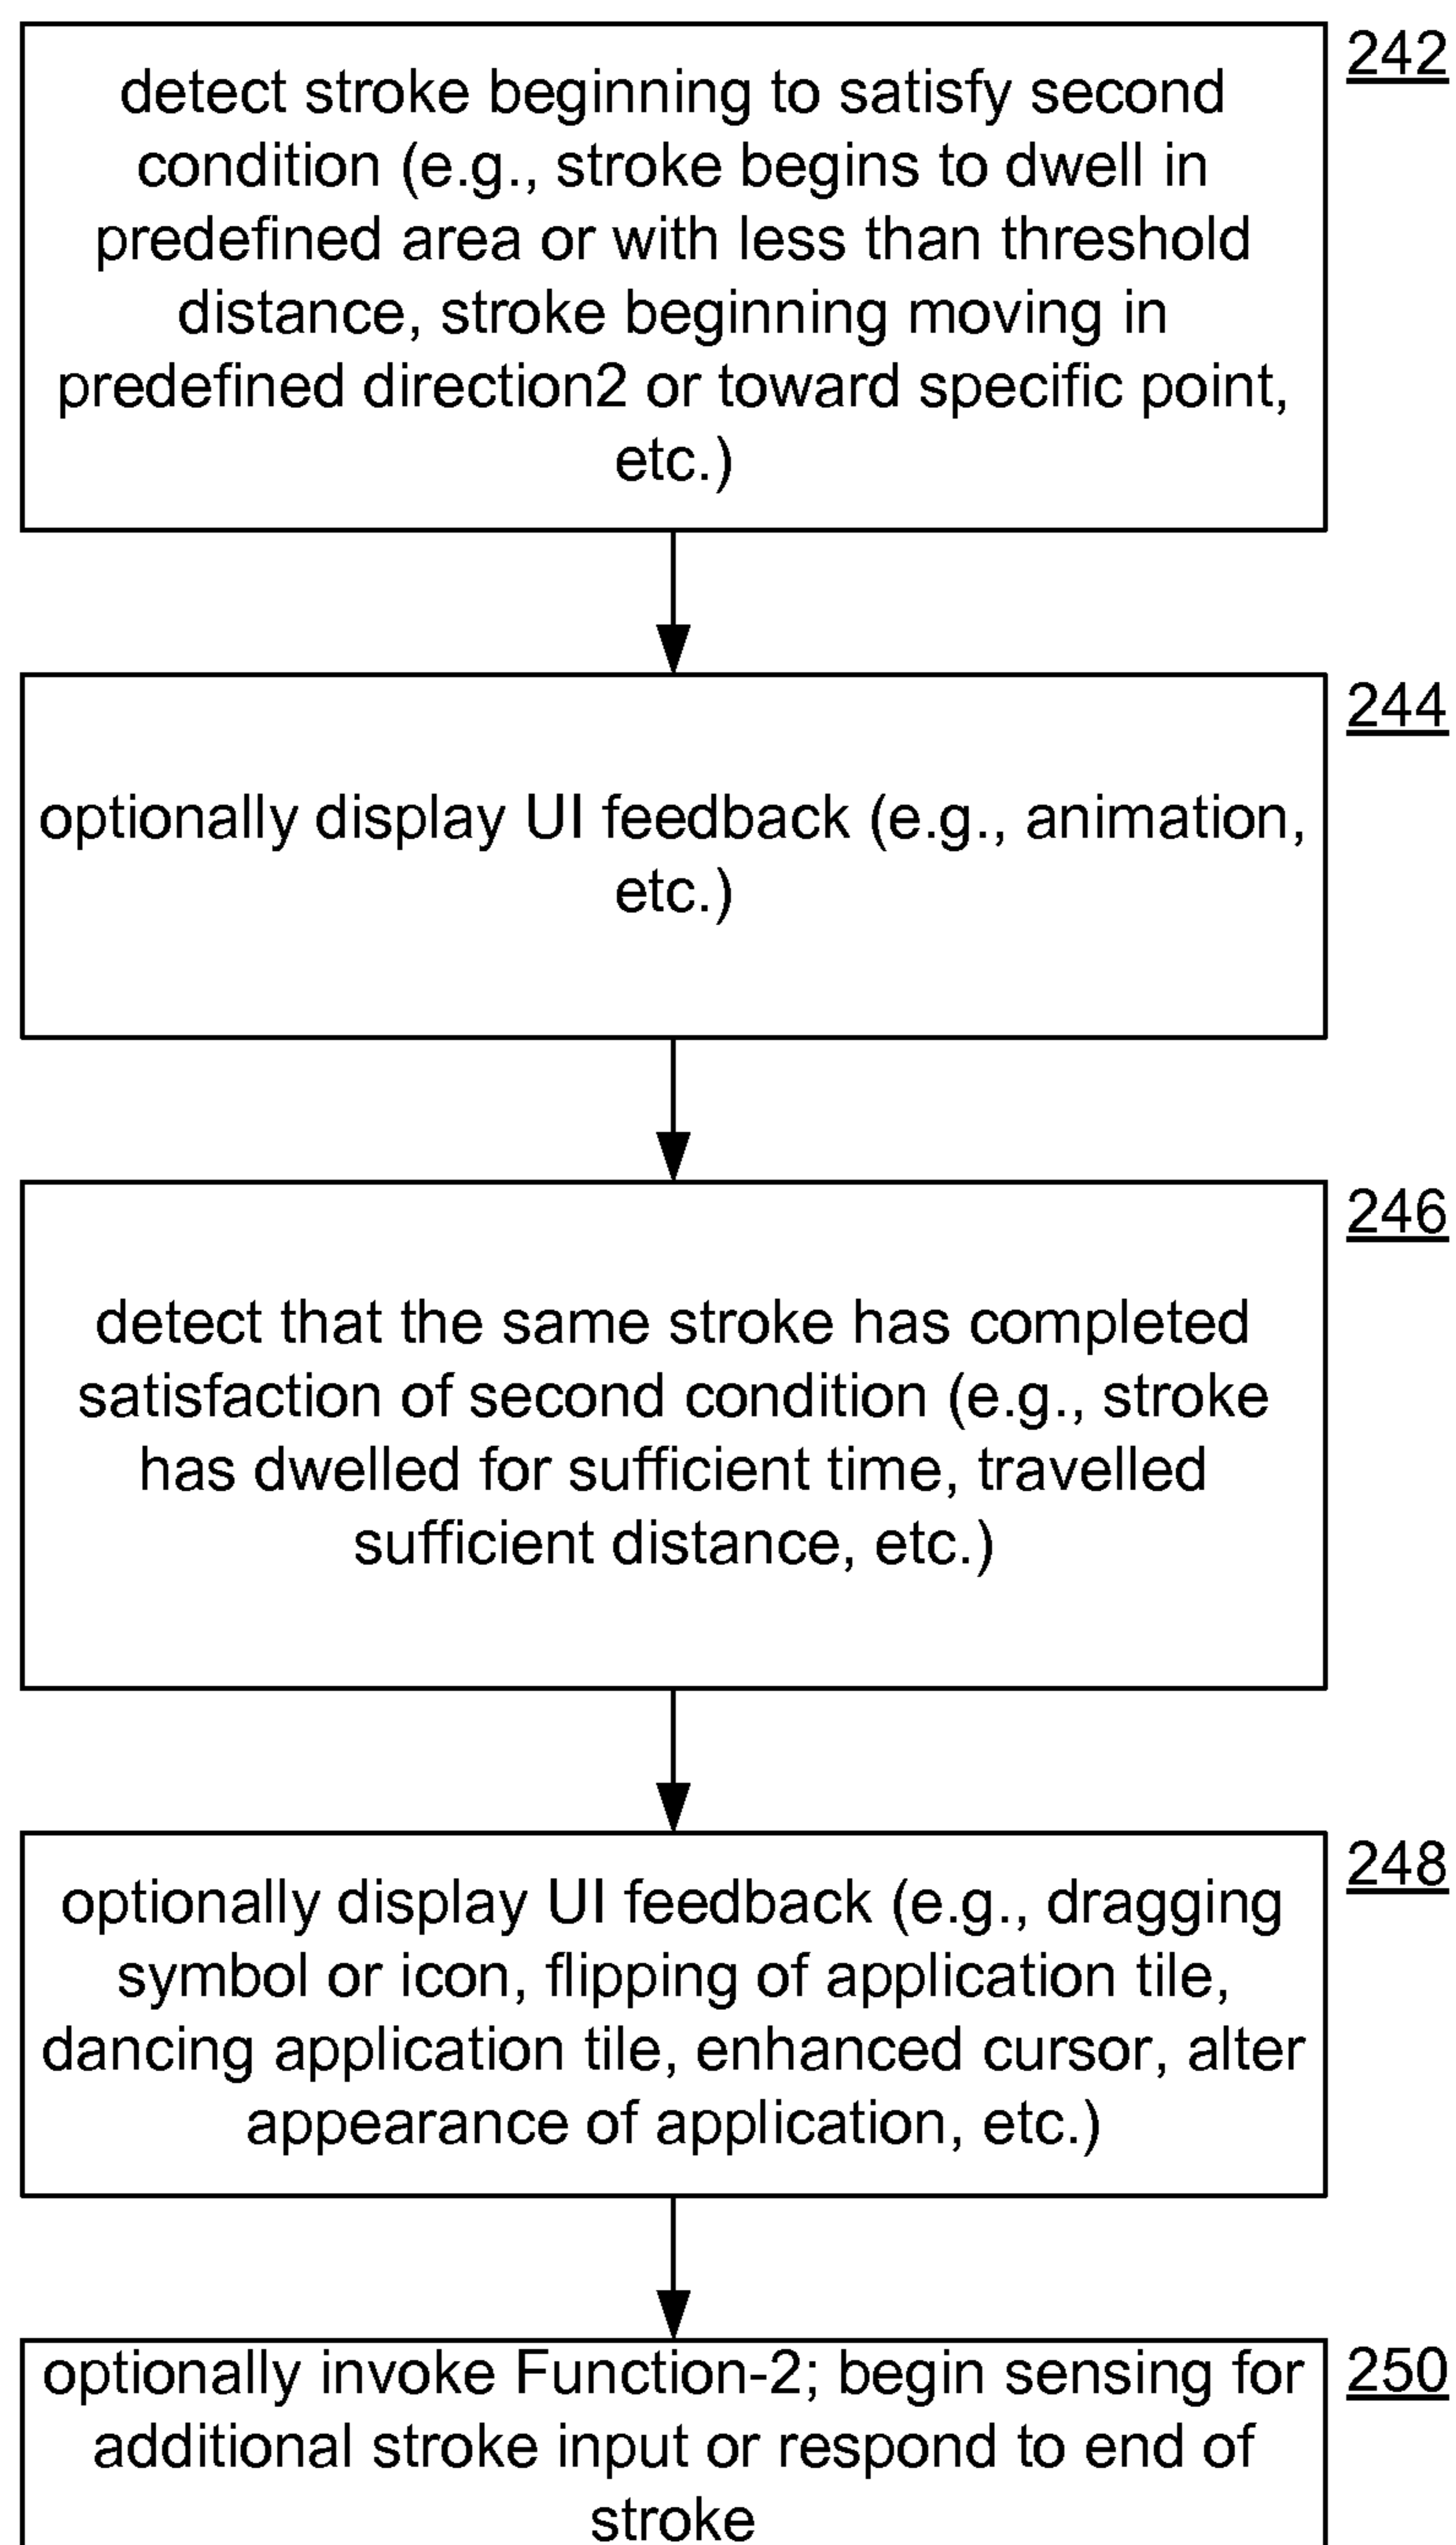 242
detect stroke beginning to satisfy second
condition (e.g., stroke begins to dwell in
predefined area or with less than threshold
distance, stroke beginning moving in
predefined direction2 or toward specific point,
etc.)
244
optionally display UI feedback (e.g., animation,
etc.)
246
detect that the same stroke has completed
satisfaction of second condition (e.g., stroke
has dwelled for sufficient time, travelled
sufficient distance, etc.)
248
optionally display UI feedback (e.g., dragging
symbol or icon, flipping of application tile,
dancing application tile, enhanced cursor, alter
appearance of application, etc.)
250
optionally invoke Function-2; begin sensing for
additional stroke input or respond to end of
stroke